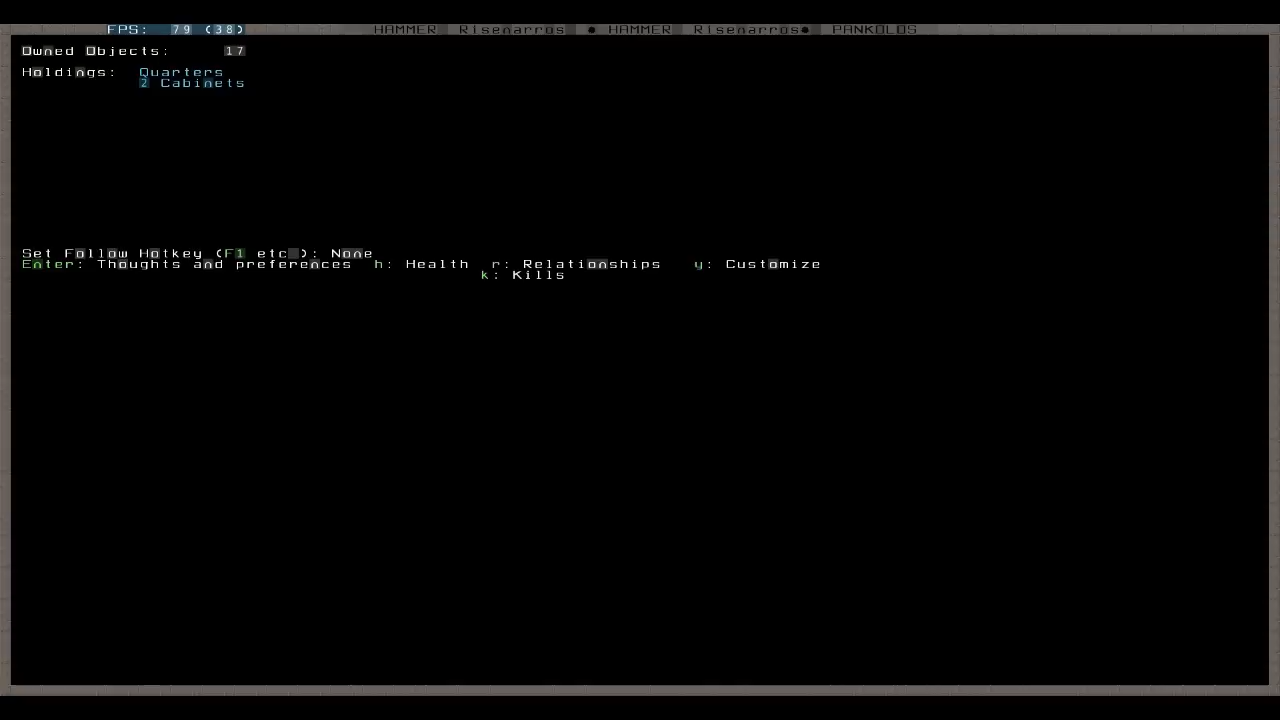 FPS: 79 (38) HAMMER Risenarros • HAMMER Risenarros• PANKOLOS
Owned Objects: 17
Holdings: Quarters
2 Cabinets
Set Follow Hotkey (F1 etc.): None
Enter: Thoughts and preferences h: Health r: Relationships y: Customize
k: Kills